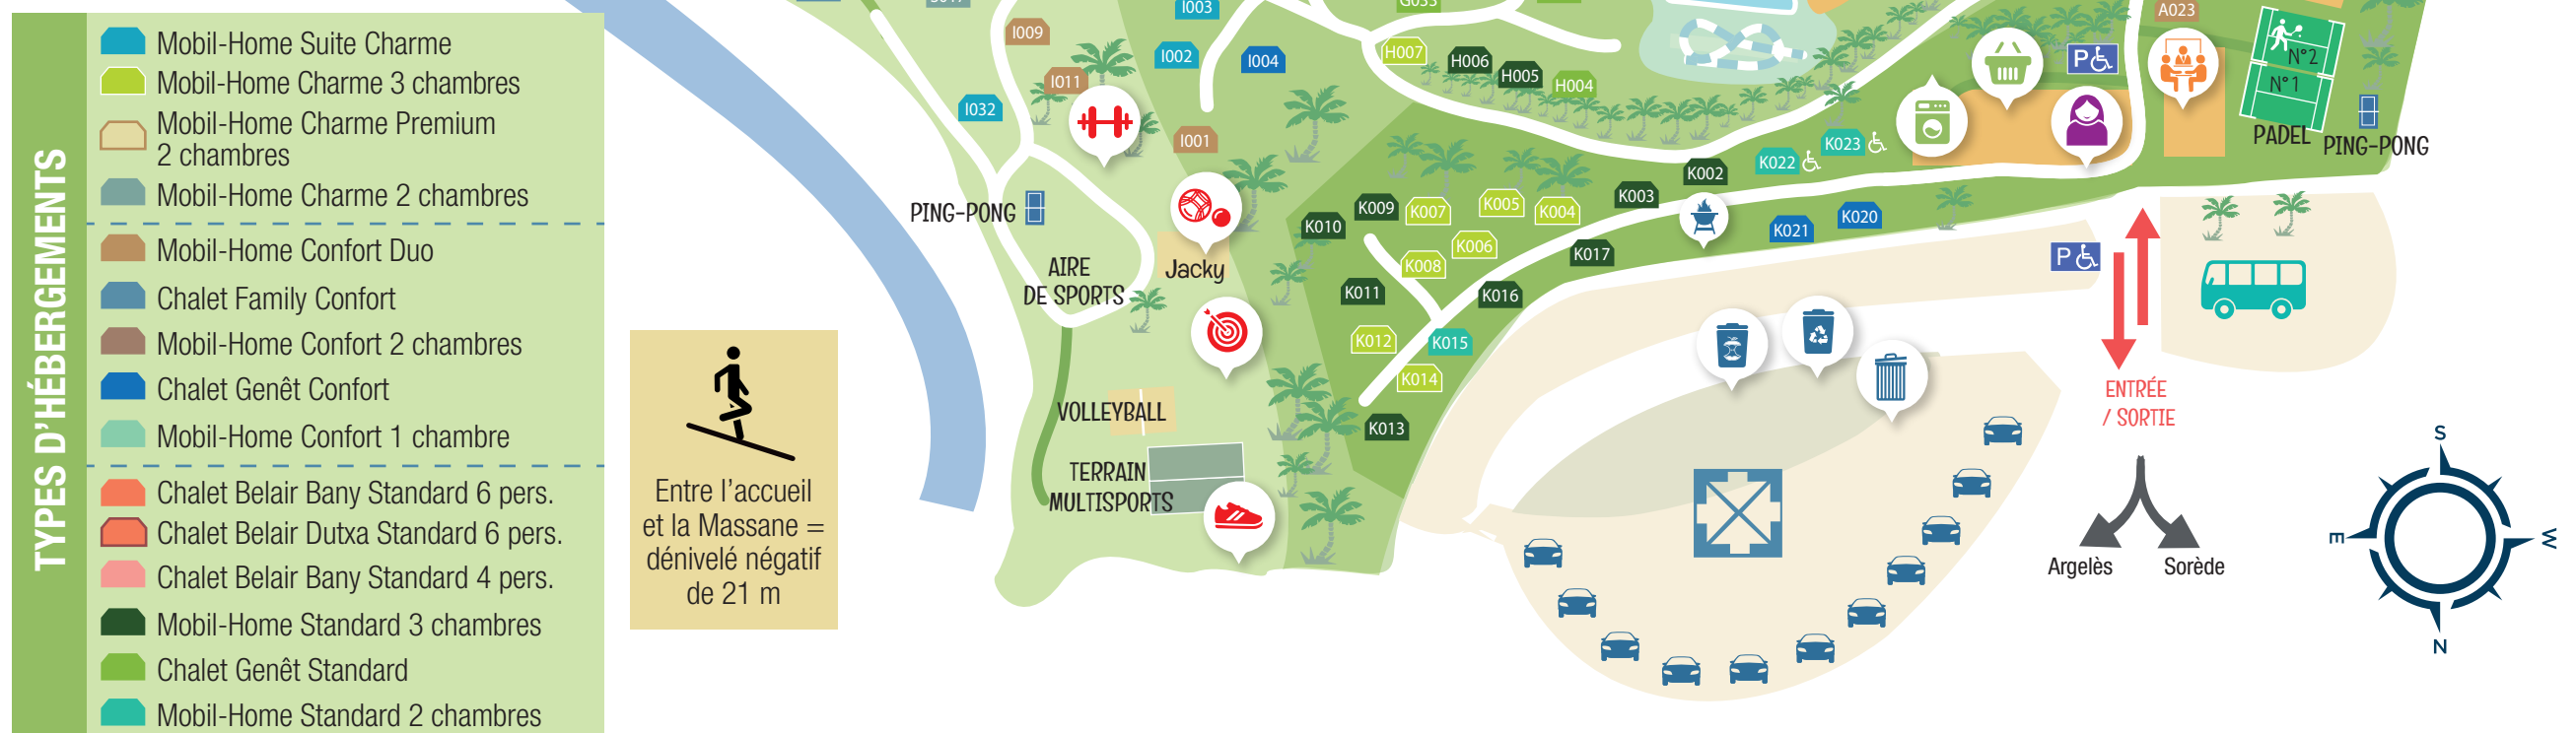 TYPES D'HÉBERGEMENTS
Mobil-Home Suite Charme
Mobil-Home Charme 3 chambres
Mobil-Home Charme Premium
2 chambres
Mobil-Home Charme 2 chambres
Mobil-Home Confort Duo
Chalet Family Confort
Mobil-Home Confort 2 chambres
Chalet Genêt Confort
Mobil-Home Confort 1 chambre
Chalet Belair Bany Standard 6 pers.
Chalet Belair Dutxa Standard 6 pers.
Chalet Belair Bany Standard 4 pers.
Mobil-Home Standard 3 chambres
Chalet Genêt Standard
Mobil-Home Standard 2 chambres
Entre l'accueil
et la Massane =
dénivelé négatif
de 21 m
I003
I009
I002
I004
I011
I032
I001
PING-PONG
AIRE
DE SPORTS
Jacky
VOLLEYBALL
TERRAIN
MULTISPORTS
H007
H006
H005
H004
K023
K022
K002
K003
K004
K005
K007
K009
K010
K006
K008
K017
K021
K020
K011
K016
K012
K015
K014
K013
A023
P
N°2
N°1
PADEL
PING-PONG
P
ENTRÉE
/ SORTIE
Argelès
Sorède
S
E
W
N